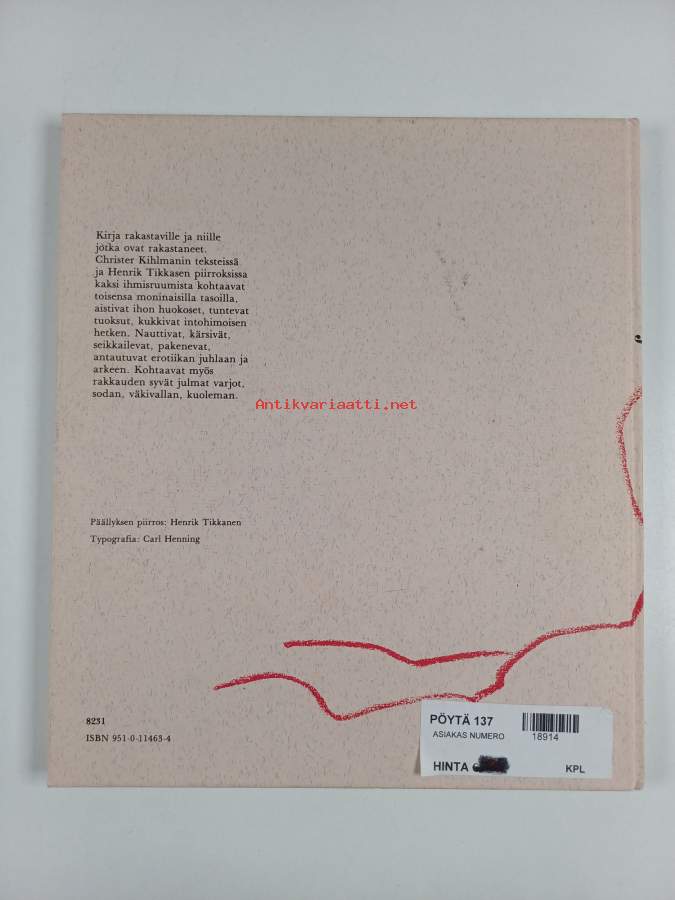 Kirja rakastaville ja niille
jotka ovat rakastaneet.
Christer Kihlmanin teksteissä
ja Henrik Tikkasen piirroksissa
kaksi ihmisruumista kohtaavat
toisensa moninaisilla tasoilla,
aistivat ihon huokoset, tuntevat
tuoksut, kukkivat intohimoisen
hetken. Nauttivat, kärsivät,
seikkailevat, pakenevat,
antautuvat erotiikan juhlaan ja
arkeen. Kohtaavat myös
rakkauden syvät julmat varjot,
sodan, väkivallan, kuoleman.
Antikvariaatti.net
Päällyksen piirros: Henrik Tikkanen
Typografia: Carl Henning
8231
ISBN 951-0-11463-4
PÖYTÄ 137
ASIAKAS NUMERO 18914
HINTA KPL